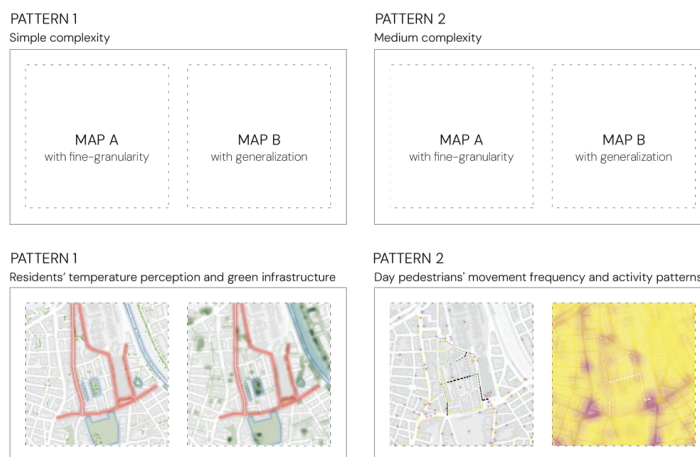 PATTERN 1
Simple complexity
MAP A
with fine-granularity
MAP B
with generalization
PATTERN 2
Medium complexity
MAP A
with fine-granularity
MAP B
with generalization
PATTERN 1
Residents' temperature perception and green infrastructure
PATTERN 2
Day pedestrians' movement frequency and activity patterns